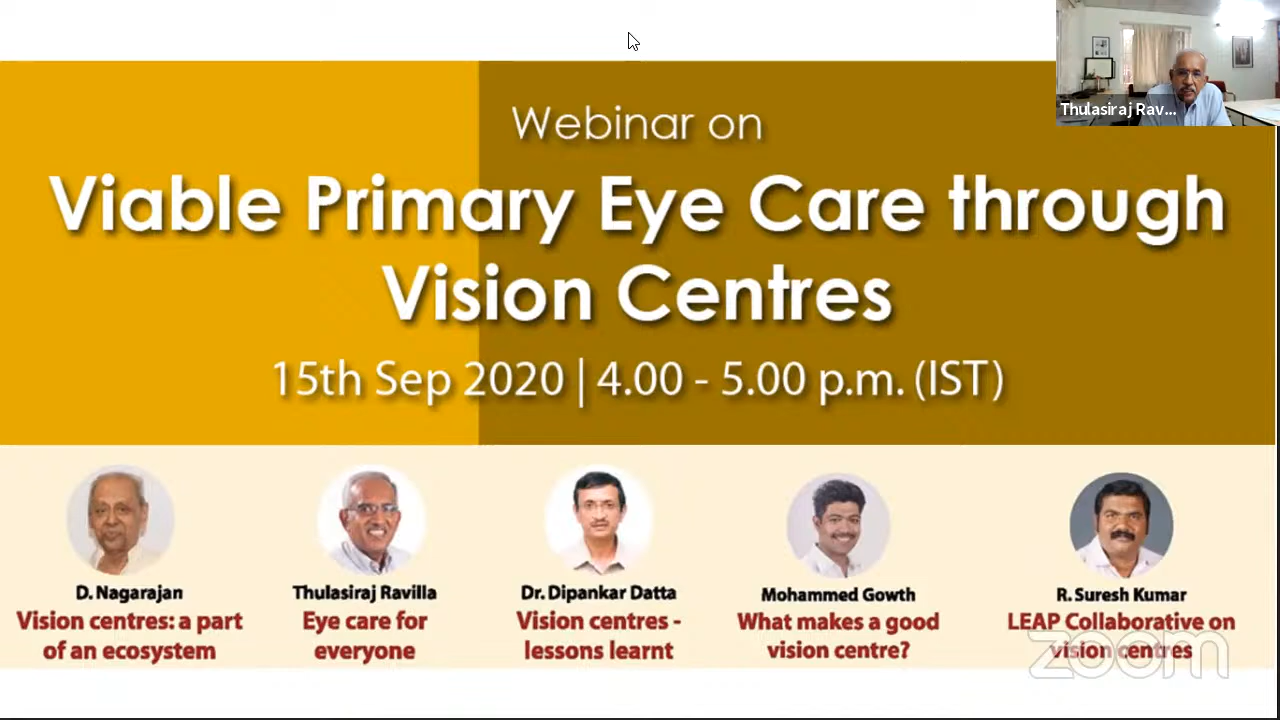 Thulasiraj Rav...
Webinar on
Viable Primary Eye Care through
Vision Centres
15th Sep 2020 | 4.00 - 5.00 p.m. (IST)
D. Nagarajan
Vision centres: a part
of an ecosystem
Thulasiraj Ravilla
Eye care for
everyone
Dr. Dipankar Datta
Vision centres -
lessons learnt
Mohammed Gowth
What makes a good
vision centre?
R. Suresh Kumar
LEAP Collaborative on
vision centres
zoom